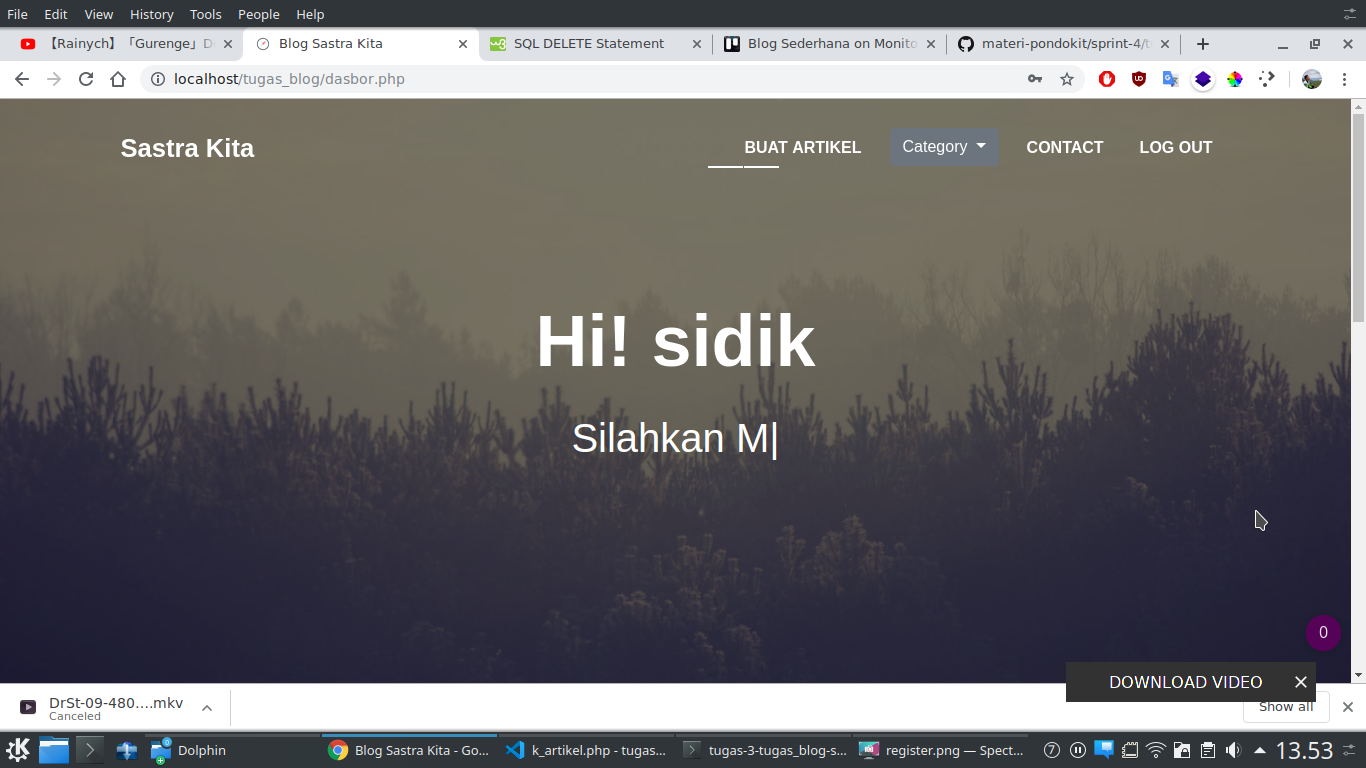 File Edit View History Tools People Help
【Rainych】「Gurenge」D
Blog Sastra Kita
SQL DELETE Statement
Blog Sederhana on Monito
materi-pondokit/sprint-4/t
localhost/tugas_blog/dasbor.php
Sastra Kita
BUAT ARTIKEL
Category
CONTACT
LOG OUT
Hi! sidik
Silahkan M|
0
DOWNLOAD VIDEO
DrSt-09-480....mkv
Canceled
Show all
Dolphin
Blog Sastra Kita - Go...
k_artikel.php - tugas...
tugas-3-tugas_blog-s...
register.png — Spect...
7
13.53